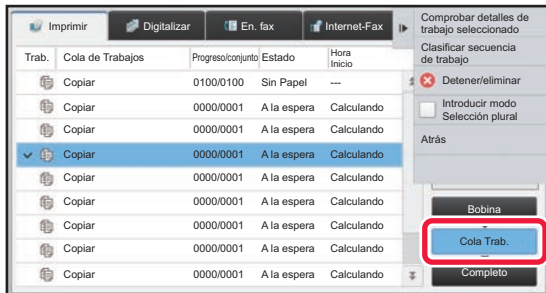 Imprimir
Digitalizar
En. fax
Internet-Fax
Comprobar detalles de
trabajo seleccionado
Clasificar secuencia
de trabajo
Detener/eliminar
Introducir modo
Selección plural
Atrás
Trab. Cola de Trabajos Progreso/conjunto Estado Hora
Inicio
Copiar 0100/0100 Sin Papel ---
Copiar 0000/0001 A la espera Calculando
Copiar 0000/0001 A la espera Calculando
Copiar 0000/0001 A la espera Calculando
Copiar 0000/0001 A la espera Calculando
Copiar 0000/0001 A la espera Calculando
Copiar 0000/0001 A la espera Calculando
Copiar 0000/0001 A la espera Calculando
Copiar 0000/0001 A la espera Calculando
Bobina
Cola Trab.
Completo